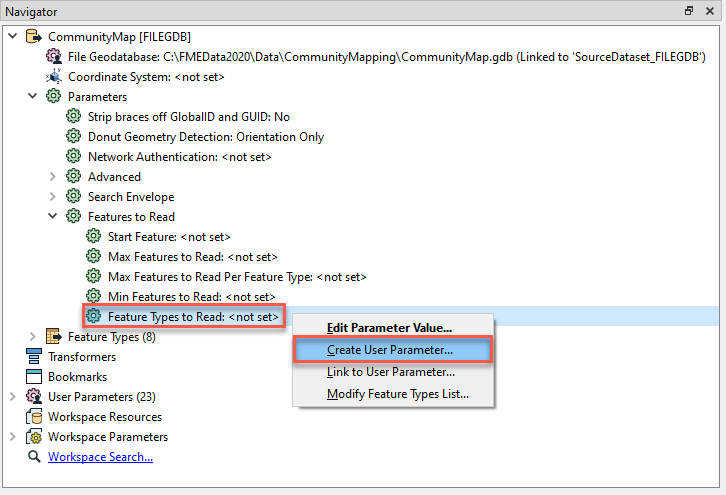 Navigator
CommunityMap [FILEGDB]
File Geodatabase: C:\FMEData2020\Data\CommunityMapping\CommunityMap.gdb (Linked to 'SourceDataset_FILEGDB')
Coordinate System: <not set>
Parameters
Strip braces off GlobalID and GUID: No
Donut Geometry Detection: Orientation Only
Network Authentication: <not set>
Advanced
Search Envelope
Features to Read
Start Feature: <not set>
Max Features to Read: <not set>
Max Features to Read Per Feature Type: <not set>
Min Features to Read: <not set>
Feature Types to Read: <not set>
Edit Parameter Value...
Create User Parameter...
Link to User Parameter...
Modify Feature Types List...
Feature Types (8)
Transformers
Bookmarks
User Parameters (23)
Workspace Resources
Workspace Parameters
Workspace Search...